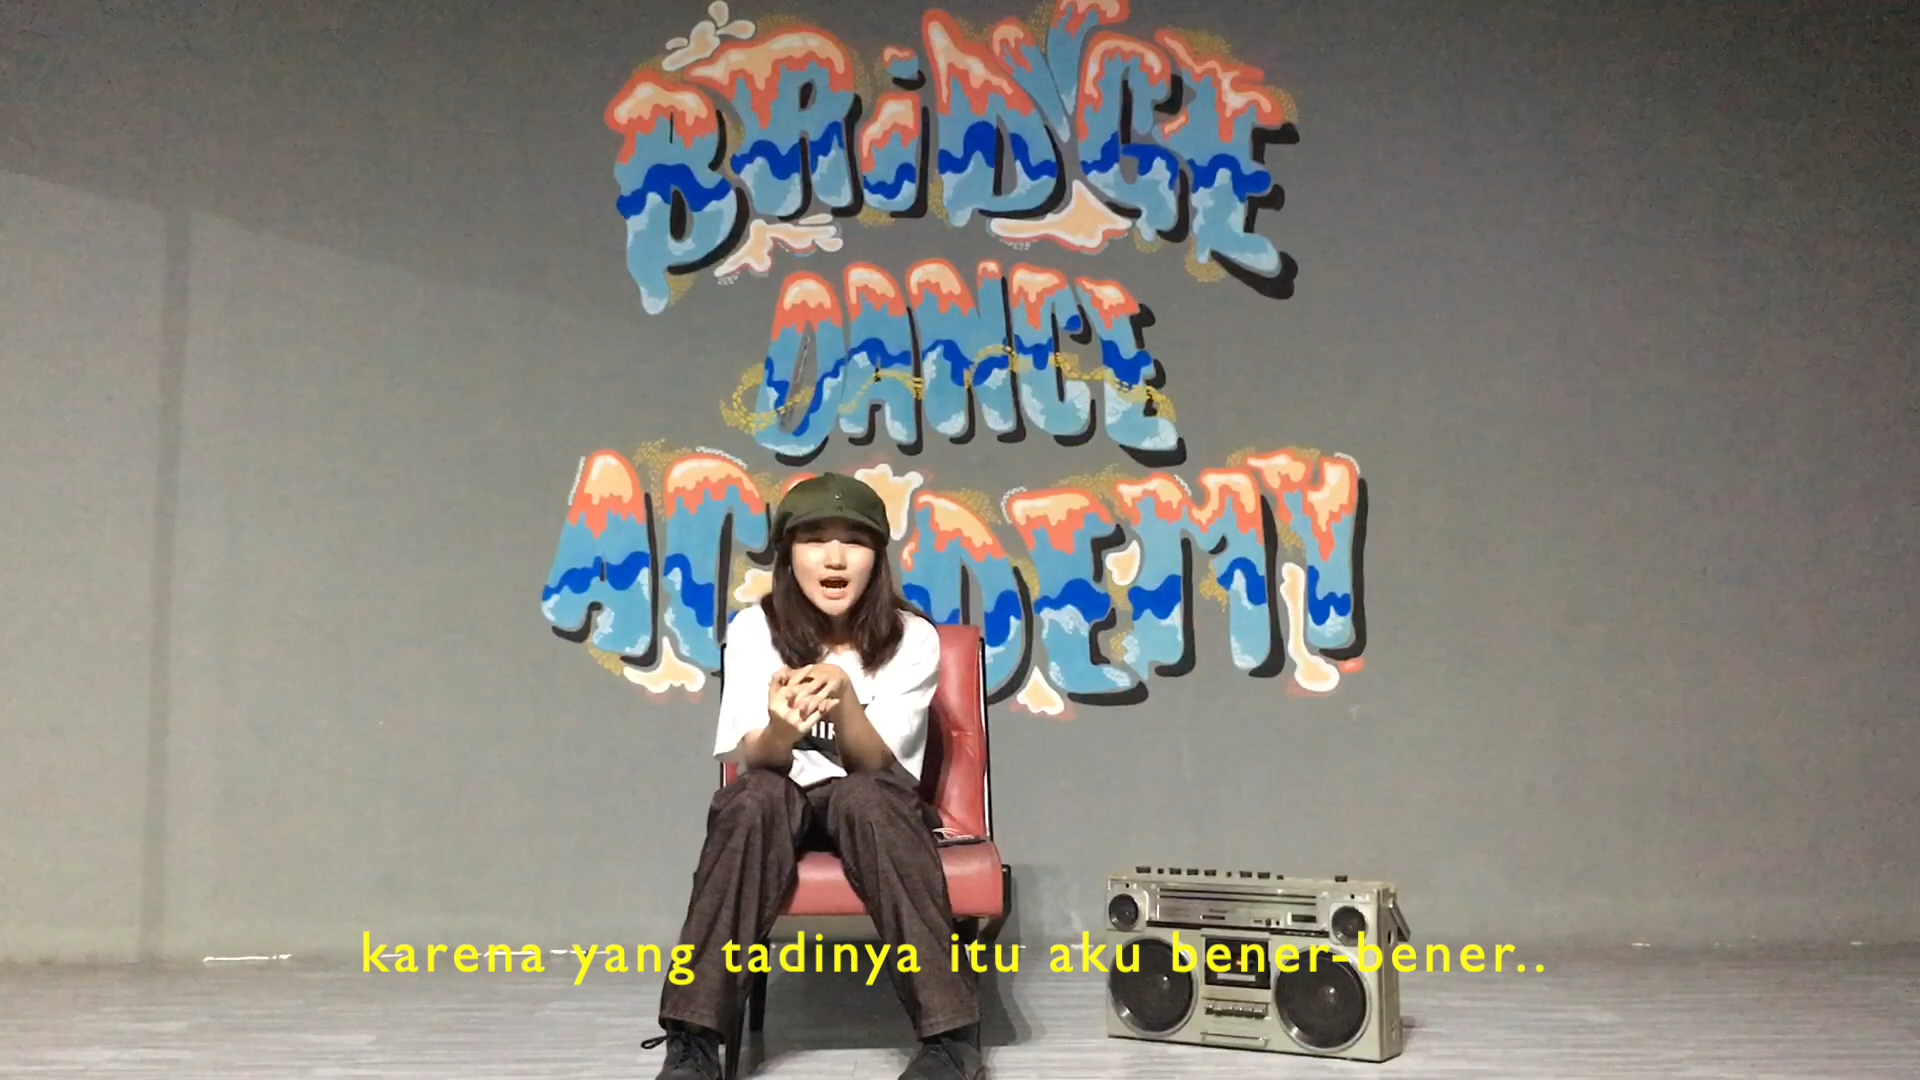 BRiDGE
DANCE
ACADEMY
karena yang tadinya itu aku bener-bener..